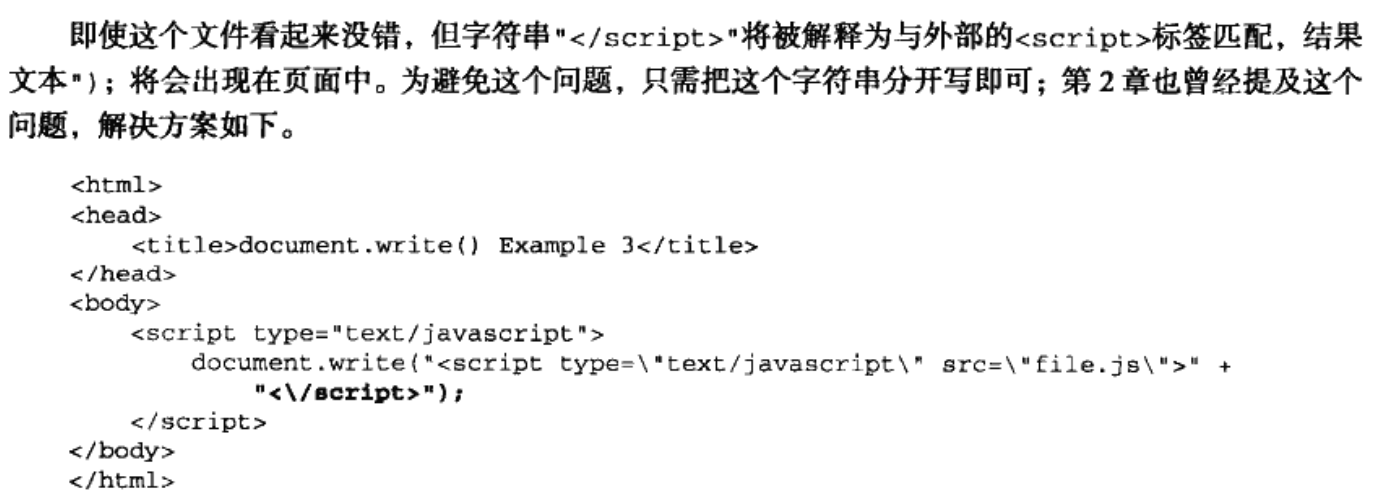 即使这个文件看起来没错，但字符串"</script>"将被解释为与外部的<script>标签匹配，结果
文本"); 将会出现在页面中。为避免这个问题，只需把这个字符串分开写即可；第 2 章也曾经提及这个
问题，解决方案如下。
<html>
<head>
    <title>document.write() Example 3</title>
</head>
<body>
    <script type="text/javascript">
        document.write("<script type=\"text/javascript\" src=\"file.js\">" +
            "<\/script>");
    </script>
</body>
</html>